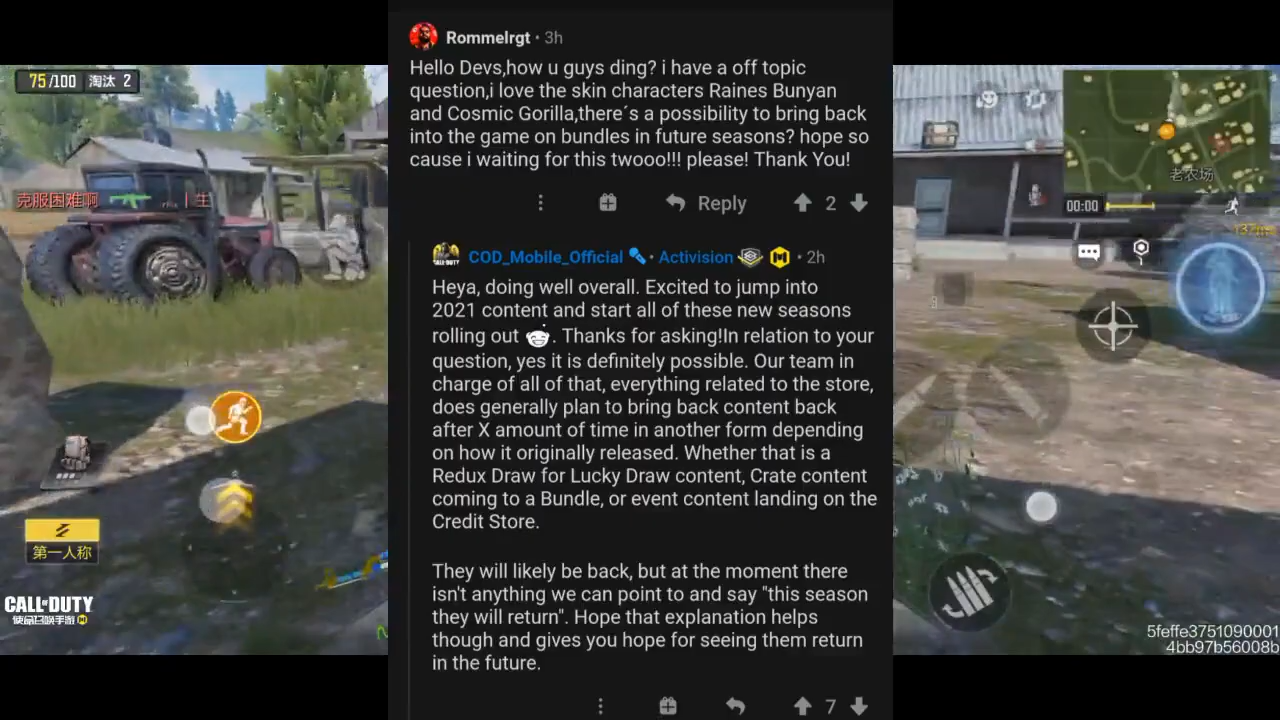 Rommelrgt • 3h
Hello Devs,how u guys ding? i have a off topic
question,i love the skin characters Raines Bunyan
and Cosmic Gorilla,there´s a possibility to bring back
into the game on bundles in future seasons? hope so
cause i waiting for this twooo!!! please! Thank You!
Reply 2
COD_Mobile_Official • Activision • 2h
Heya, doing well overall. Excited to jump into
2021 content and start all of these new seasons
rolling out . Thanks for asking!In relation to your
question, yes it is definitely possible. Our team in
charge of all of that, everything related to the store,
does generally plan to bring back content back
after X amount of time in another form depending
on how it originally released. Whether that is a
Redux Draw for Lucky Draw content, Crate content
coming to a Bundle, or event content landing on the
Credit Store.
They will likely be back, but at the moment there
isn't anything we can point to and say "this season
they will return". Hope that explanation helps
though and gives you hope for seeing them return
in the future.
7
75/100 淘汰 2
克服困难啊
生
第一人称
CALL OF DUTY
使命召唤手游
老农场
00:00
137ms
5feffe3751090001
4bb97b56008b